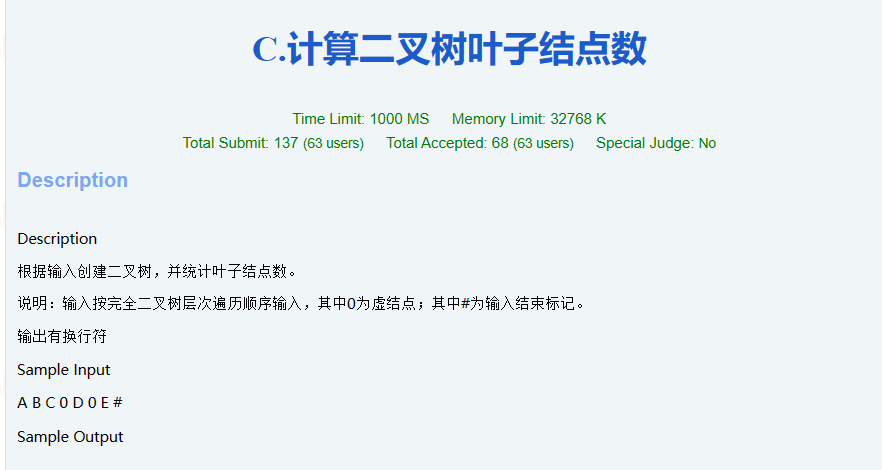 C.计算二叉树叶子结点数
Time Limit: 1000 MS Memory Limit: 32768 K
Total Submit: 137 (63 users) Total Accepted: 68 (63 users) Special Judge: No
Description
Description
根据输入创建二叉树，并统计叶子结点数。
说明：输入按完全二叉树层次遍历顺序输入，其中0为虚结点；其中#为输入结束标记。
输出有换行符
Sample Input
A B C 0 D 0 E #
Sample Output